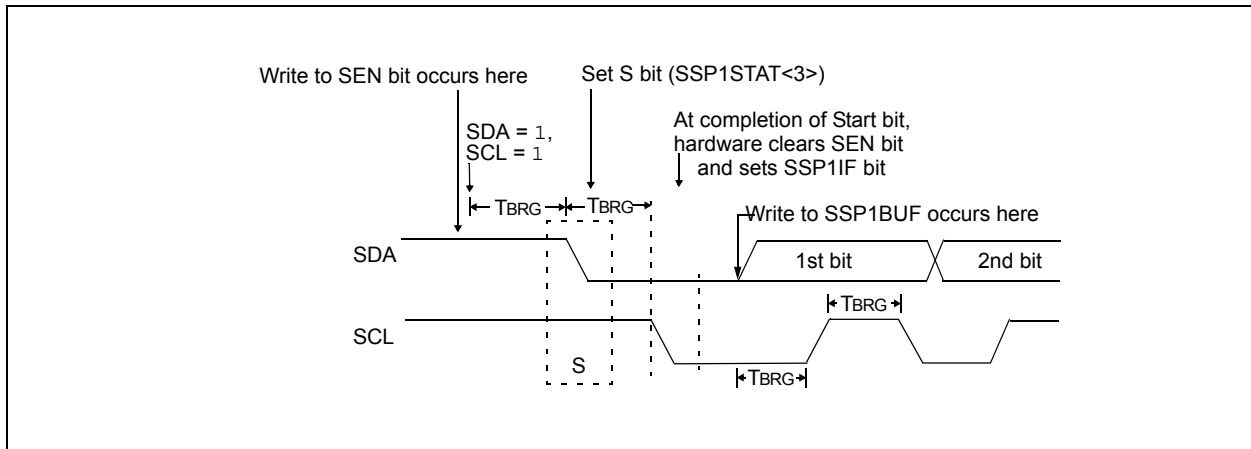 Write to SEN bit occurs here
Set S bit (SSP1STAT<3>)
At completion of Start bit,
hardware clears SEN bit
and sets SSP1IF bit
SDA = 1,
SCL = 1
TBRG
TBRG
Write to SSP1BUF occurs here
SDA
1st bit
2nd bit
TBRG
SCL
S
TBRG